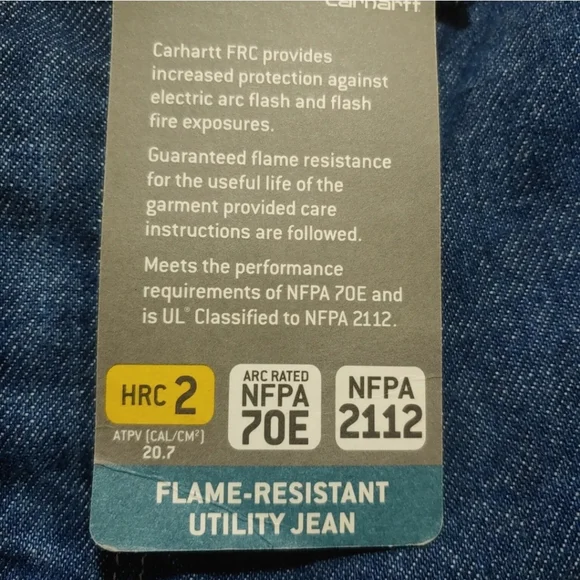 carhartt
Carhartt FRC provides
increased protection against
electric arc flash and flash
fire exposures.
Guaranteed flame resistance
for the useful life of the
garment provided care
instructions are followed.
Meets the performance
requirements of NFPA 70E and
is UL® Classified to NFPA 2112.
HRC 2
ATPV (CAL/CM²)
20.7
ARC RATED
NFPA
70E
NFPA
2112
FLAME-RESISTANT
UTILITY JEAN